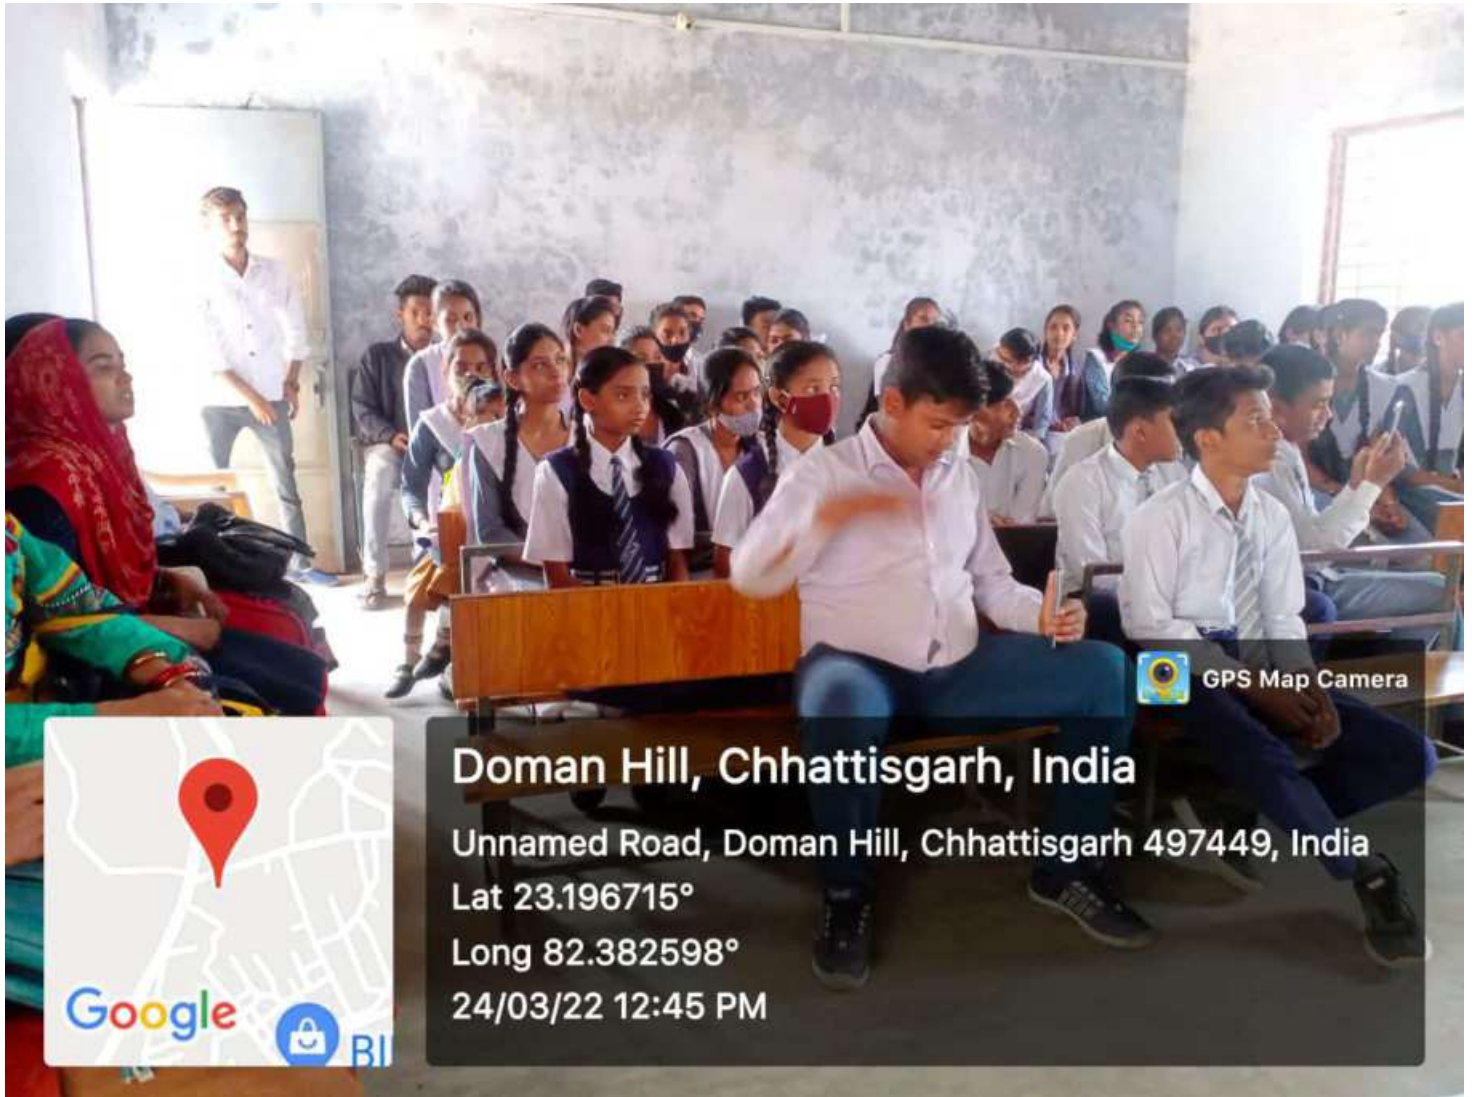 GPS Map Camera
Doman Hill, Chhattisgarh, India
Unnamed Road, Doman Hill, Chhattisgarh 497449, India
Lat 23.196715°
Long 82.382598°
24/03/22 12:45 PM
Google
BI